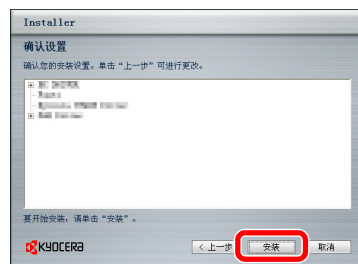 Installer
确认设置
确认您的安装设置。单击“上一步”可进行更改。
要开始安装，请单击“安装”。
KYOCERA
< 上一步
安装
取消